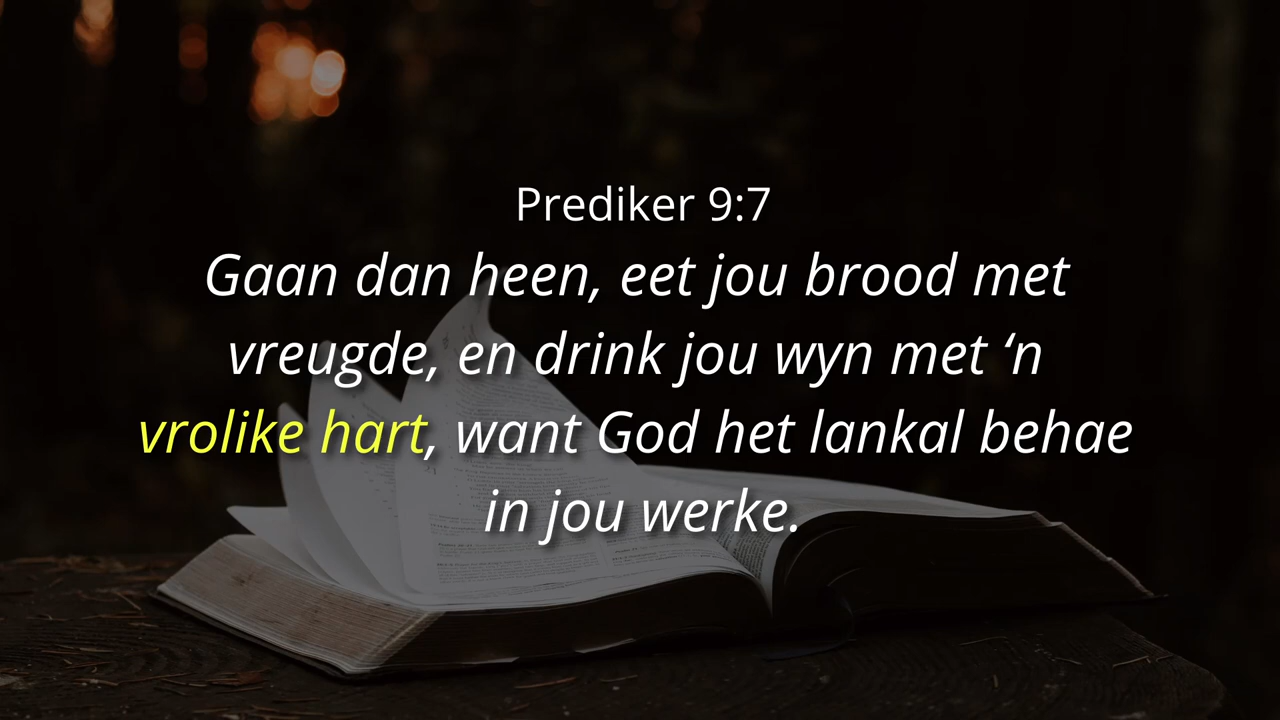 Prediker 9:7
Gaan dan heen, eet jou brood met
vreugde, en drink jou wyn met ‘n
vrolike hart, want God het lankal behae
in jou werke.